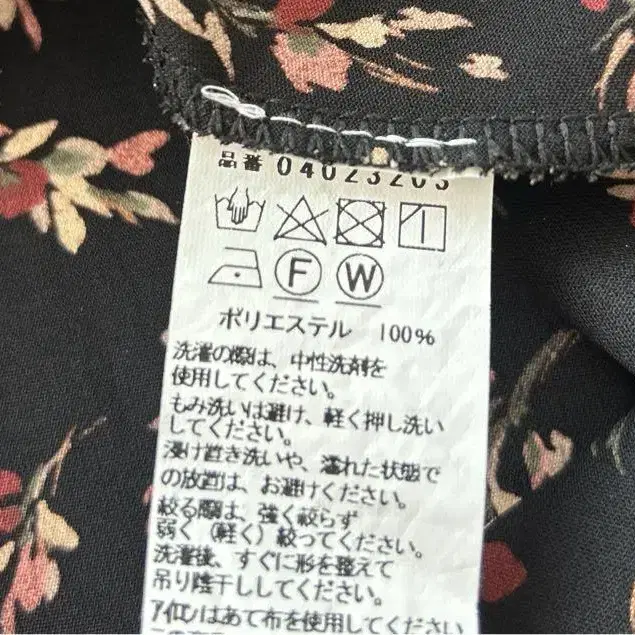 品番 04023203
F W
ポリエステル 100%
洗濯の際は、中性洗剤を
使用してください。
もみ洗いは避け、軽く押し洗い
してください。
浸け置き洗いや、濡れた状態で
の放置は、お避けください。
絞る際は、強く絞らず
弱く（軽く）絞ってください。
洗濯後、すぐに形を整えて
吊り陰干ししてください。
アイロンはあて布を使用してください